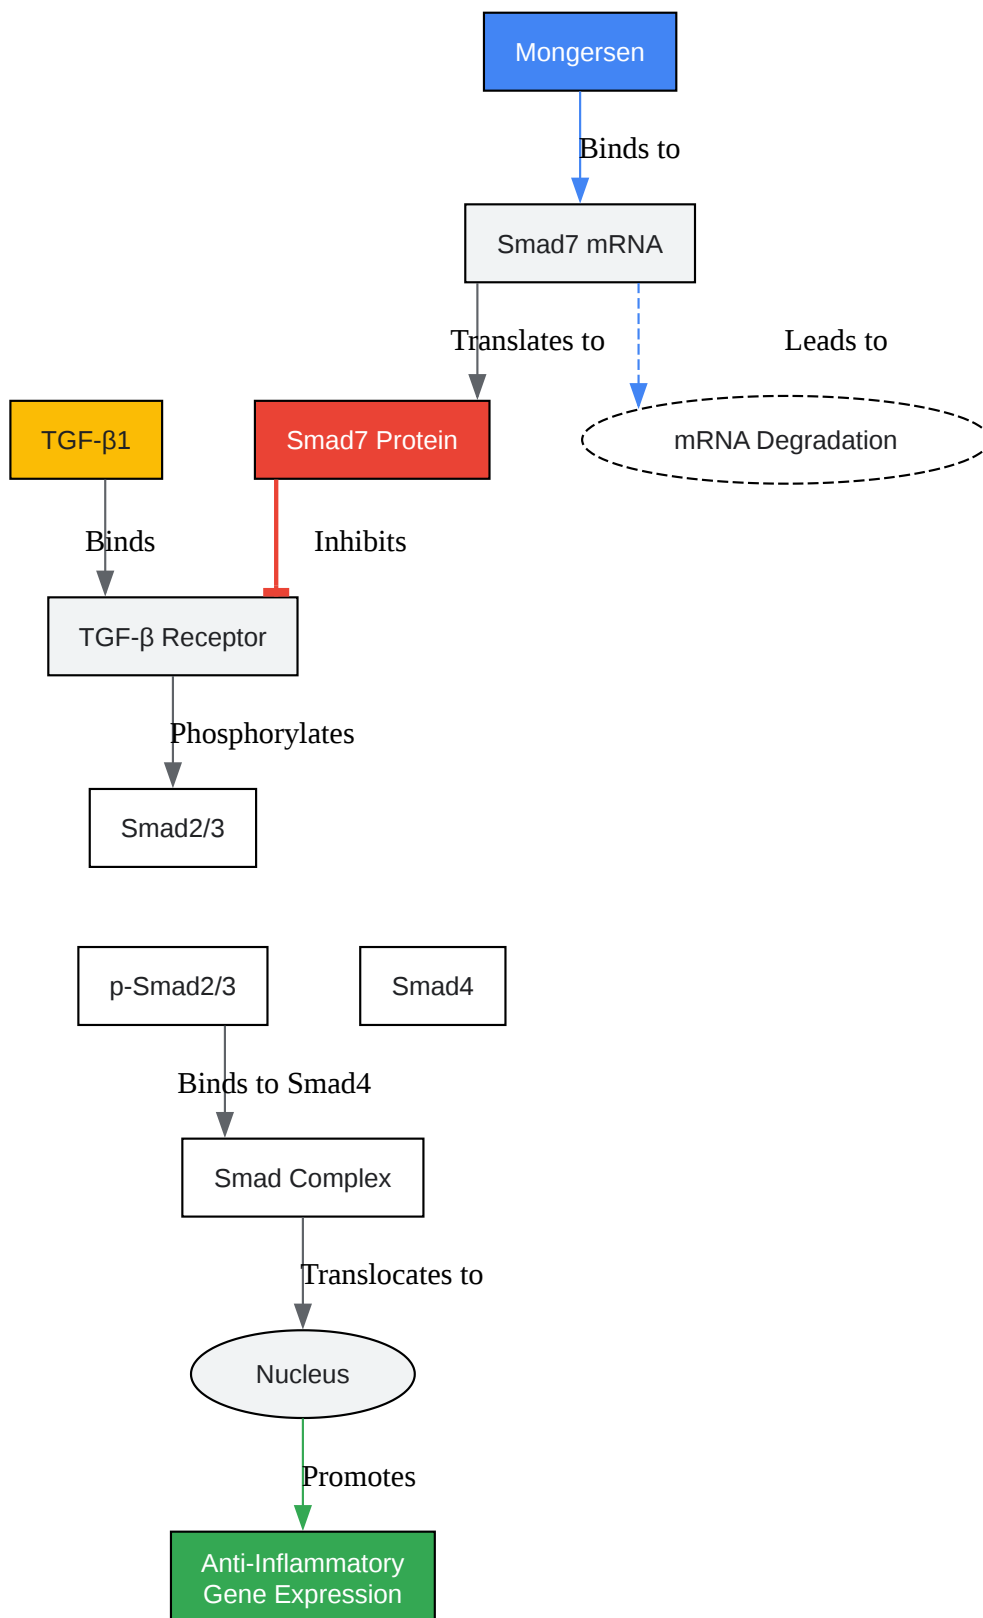 Mongersen
Binds to
Smad7 mRNA
Translates to
Leads to
TGF-β1
Smad7 Protein
mRNA Degradation
Binds
Inhibits
TGF-β Receptor
Phosphorylates
Smad2/3
p-Smad2/3
Smad4
Binds to Smad4
Smad Complex
Translocates to
Nucleus
Promotes
Anti-Inflammatory
Gene Expression